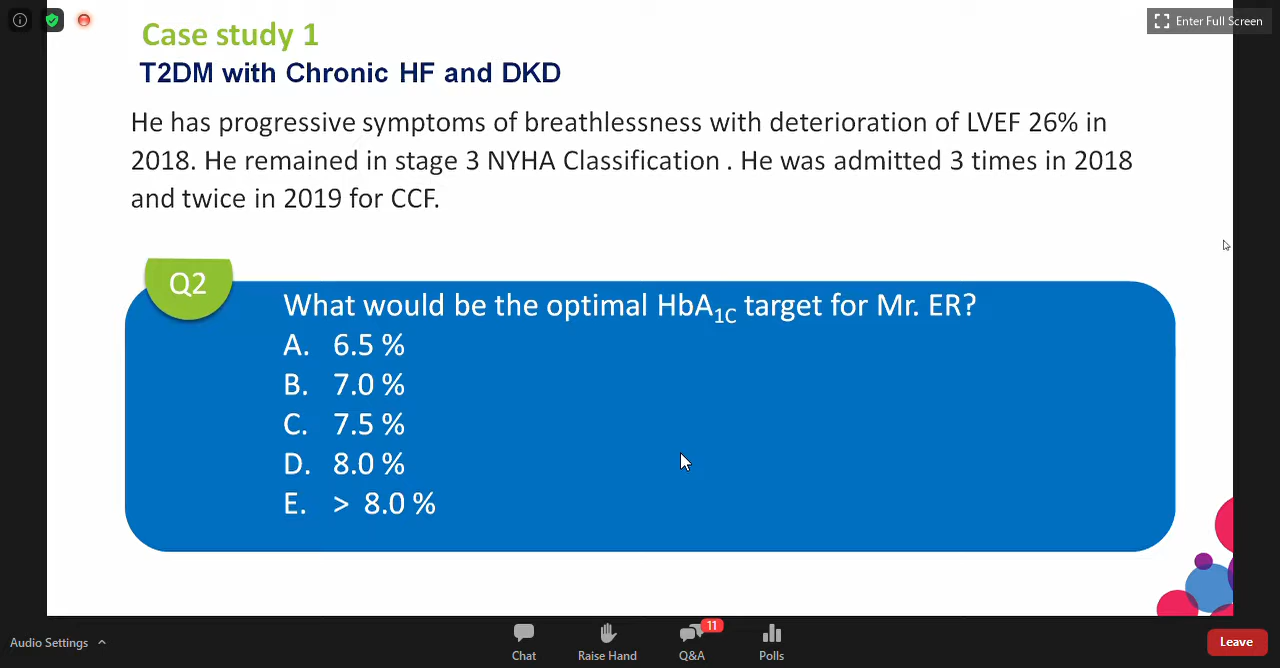 Enter Full Screen
Case study 1
T2DM with Chronic HF and DKD
He has progressive symptoms of breathlessness with deterioration of LVEF 26% in
2018. He remained in stage 3 NYHA Classification . He was admitted 3 times in 2018
and twice in 2019 for CCF.
Q2
What would be the optimal HbA1C target for Mr. ER?
A. 6.5 %
B. 7.0 %
C. 7.5 %
D. 8.0 %
E. > 8.0 %
Audio Settings
Chat
Raise Hand
11
Q&A
Polls
Leave